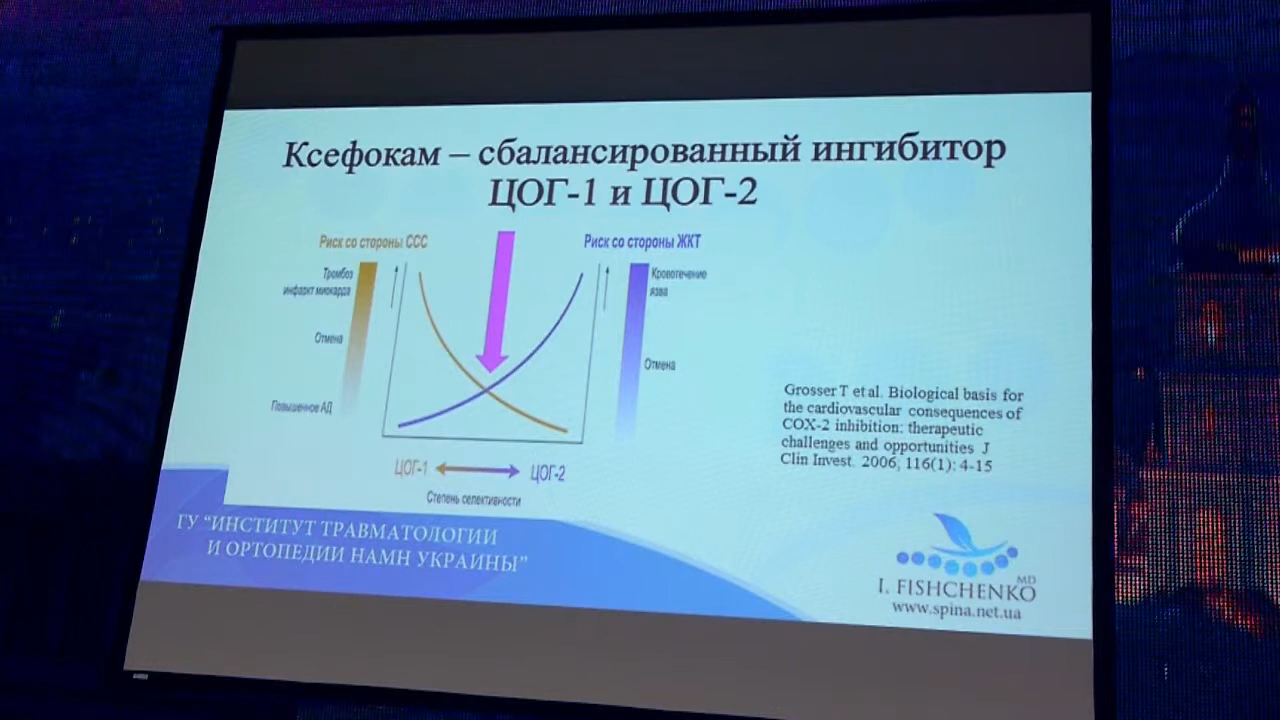 Ксефокам – сбалансированный ингибитор
ЦОГ-1 и ЦОГ-2
Риск со стороны ССС
Риск со стороны ЖКТ
Тромбоз
инфаркт миокарда
Отмена
Повышенное АД
Кровотечение
язва
Отмена
ЦОГ-1
ЦОГ-2
Степень селективности
Grosser T et al. Biological basis for
the cardiovascular consequences of
COX-2 inhibition: therapeutic
challenges and opportunities J
Clin Invest. 2006, 116(1): 4-15
ГУ “ИНСТИТУТ ТРАВМАТОЛОГИИ
И ОРТОПЕДИИ НАМН УКРАИНЫ”
I. FISHCHENKO MD
www.spina.net.ua